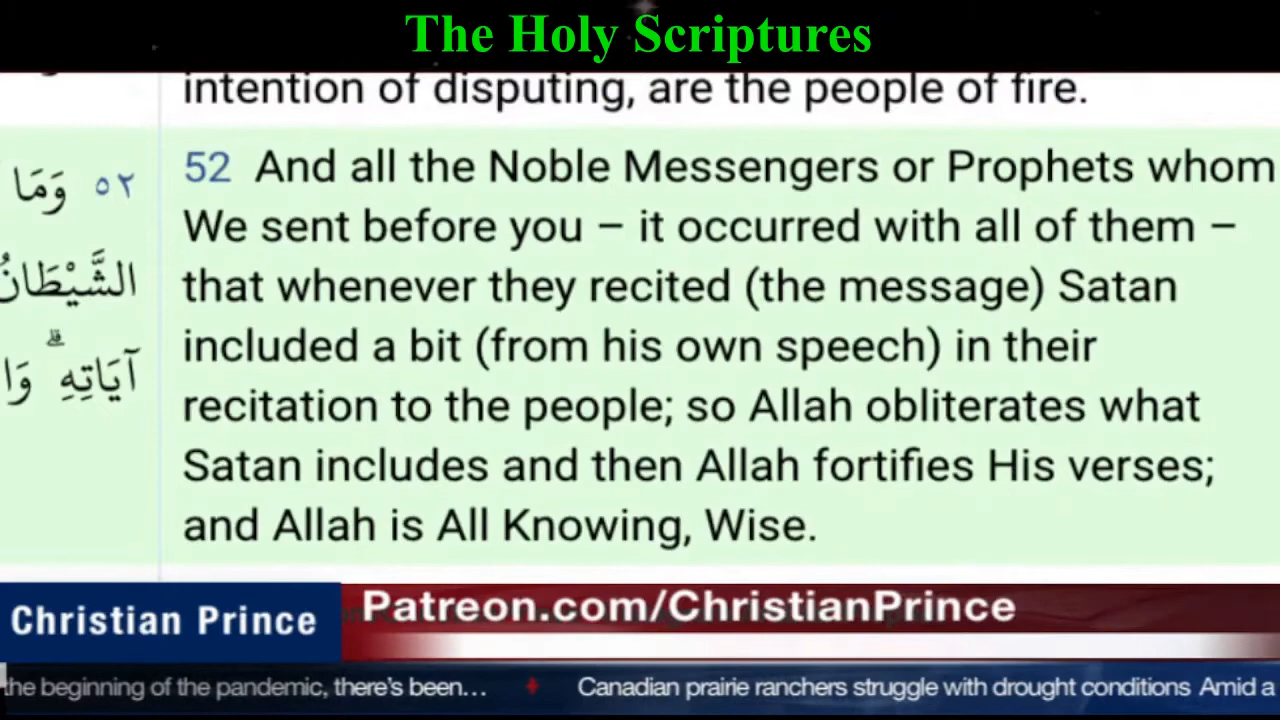 The Holy Scriptures
intention of disputing, are the people of fire.
٥٢ وَمَا
الشَّيْطَانُ
آيَاتِهِ ۗ وَا
52 And all the Noble Messengers or Prophets whom
We sent before you – it occurred with all of them –
that whenever they recited (the message) Satan
included a bit (from his own speech) in their
recitation to the people; so Allah obliterates what
Satan includes and then Allah fortifies His verses;
and Allah is All Knowing, Wise.
Christian Prince
Patreon.com/ChristianPrince
the beginning of the pandemic, there's been... ♦ Canadian prairie ranchers struggle with drought conditions Amid a